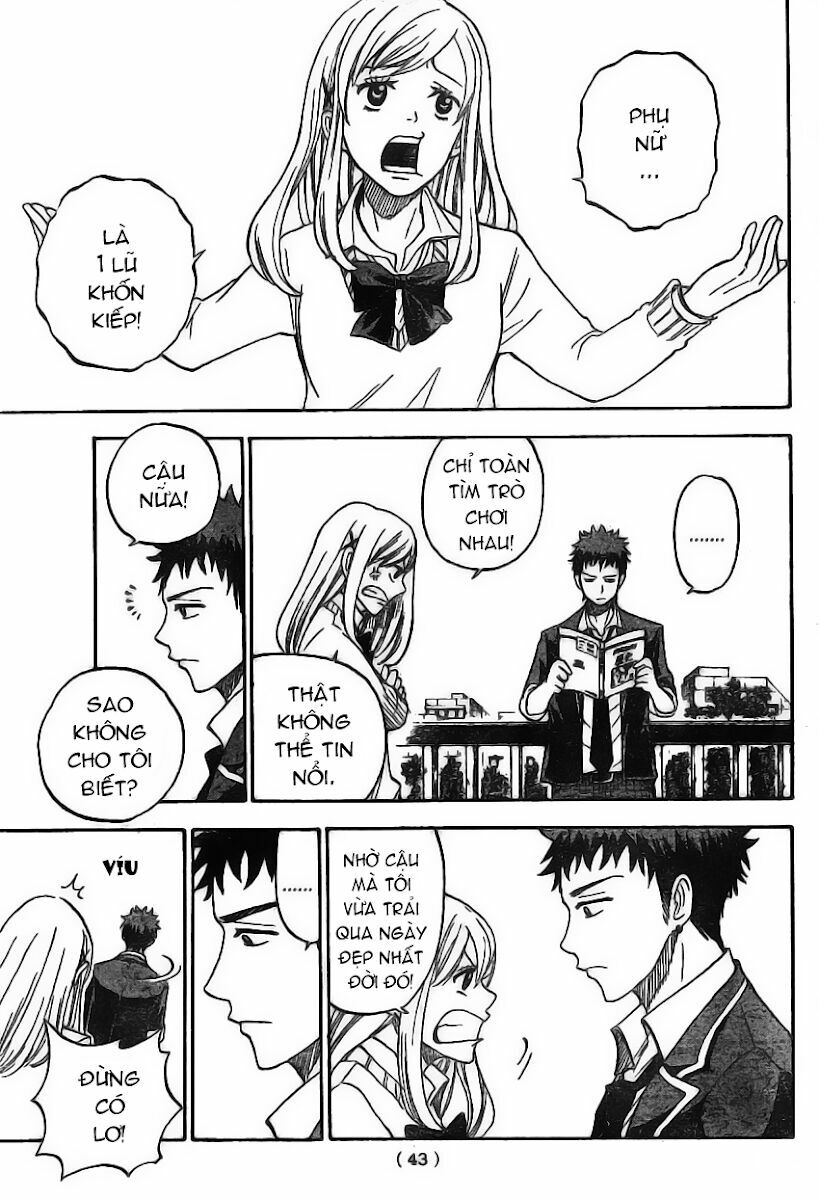 PHỤ
NỮ
...
LÀ
1 LŨ
KHỐN
KIẾP!
........
CHỈ TOÀN
TÌM TRÒ
CHƠI
NHAU!
THẬT
KHÔNG
THỂ TIN
NỔI.
CẬU
NỮA!
SAO
KHÔNG
CHO TÔI
BIẾT?
NHỜ CẬU
MÀ TÔI
VỪA TRẢI
QUA NGÀY
ĐẸP NHẤT
ĐỜI ĐÓ!
.......
VÍU
ĐỪNG
CÓ
LƠ!
( 43 )